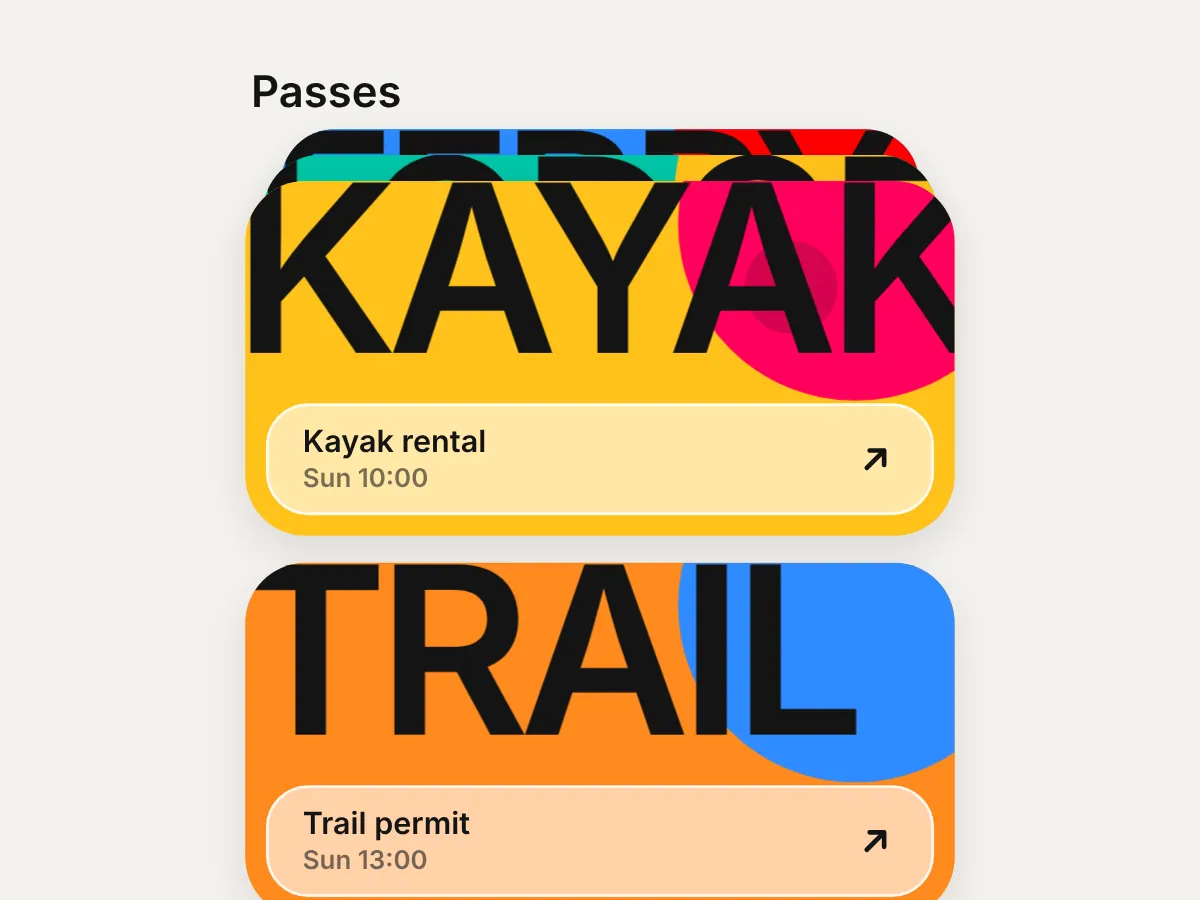 Passes
KAYAK
Kayak rental
Sun 10:00
TRAIL
Trail permit
Sun 13:00